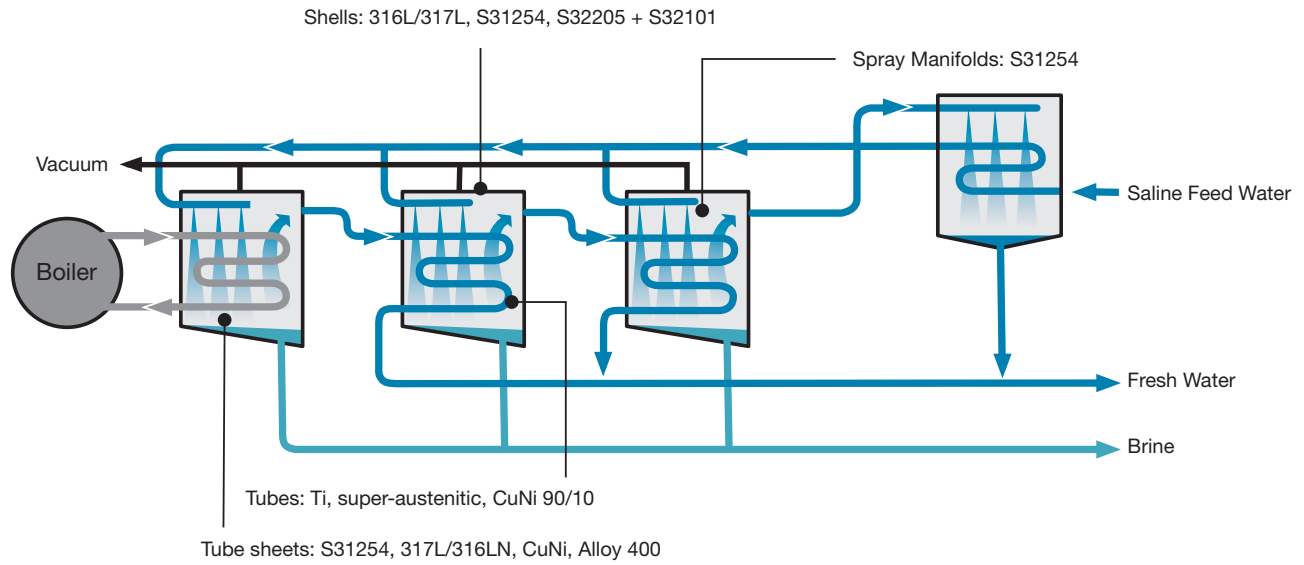 Shells: 316L/317L, S31254, S32205 + S32101
Spray Manifolds: S31254
Vacuum
Saline Feed Water
Boiler
Fresh Water
Brine
Tubes: Ti, super-austenitic, CuNi 90/10
Tube sheets: S31254, 317L/316LN, CuNi, Alloy 400